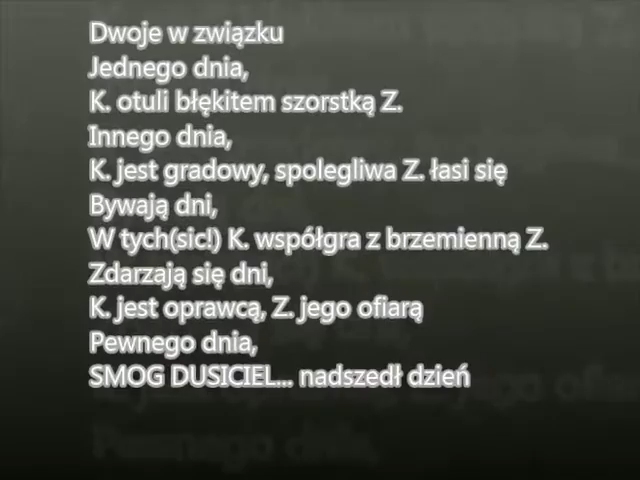 Dwoje w związku
Jednego dnia,
K. otuli błękitem szorstką Z.
Innego dnia,
K. jest gradowy, spolegliwa Z. łasi się
Bywają dni,
W tych(sic!) K. współgra z brzemienną Z.
Zdarzają się dni,
K. jest oprawcą, Z. jego ofiarą
Pewnego dnia,
SMOG DUSICIEL... nadszedł dzień